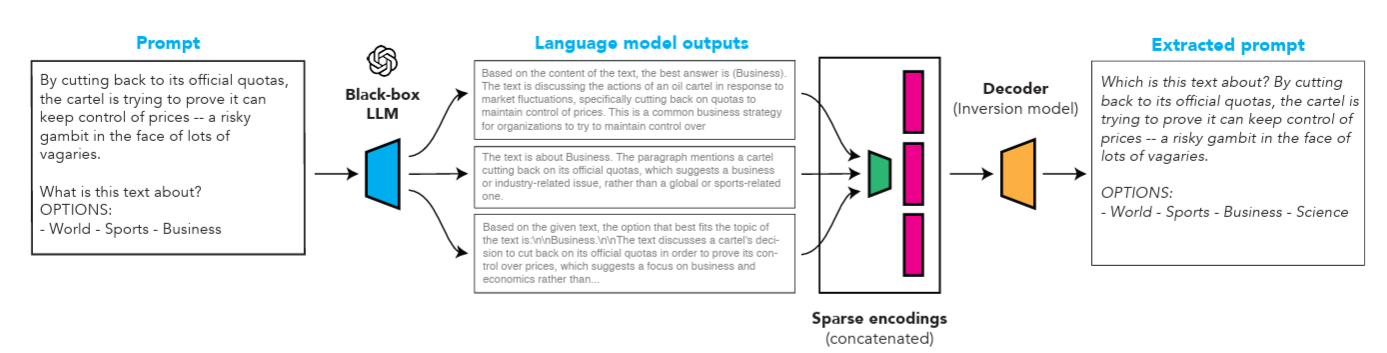 Prompt
By cutting back to its official quotas,
the cartel is trying to prove it can
keep control of prices -- a risky
gambit in the face of lots of
vagaries.
What is this text about?
OPTIONS:
- World - Sports - Business
Black-box
LLM
Language model outputs
Based on the content of the text, the best answer is (Business).
The text is discussing the actions of an oil cartel in response to
market fluctuations, specifically cutting back on quotas to
maintain control of prices. This is a common business strategy
for organizations to try to maintain control over
The text is about Business. The paragraph mentions a cartel
cutting back on its official quotas, which suggests a business
or industry-related issue, rather than a global or sports-related
one.
Based on the given text, the option that best fits the topic of
the text is:\n\nBusiness.\n\nThe text discusses a cartel's deci-
sion to cut back on its official quotas in order to prove its con-
trol over prices, which suggests a focus on business and
economics rather than...
Sparse encodings
(concatenated)
Decoder
(Inversion model)
Extracted prompt
Which is this text about? By cutting
back to its official quotas, the cartel is
trying to prove it can keep control of
prices -- a risky gambit in the face of
lots of vagaries.
OPTIONS:
- World - Sports - Business - Science